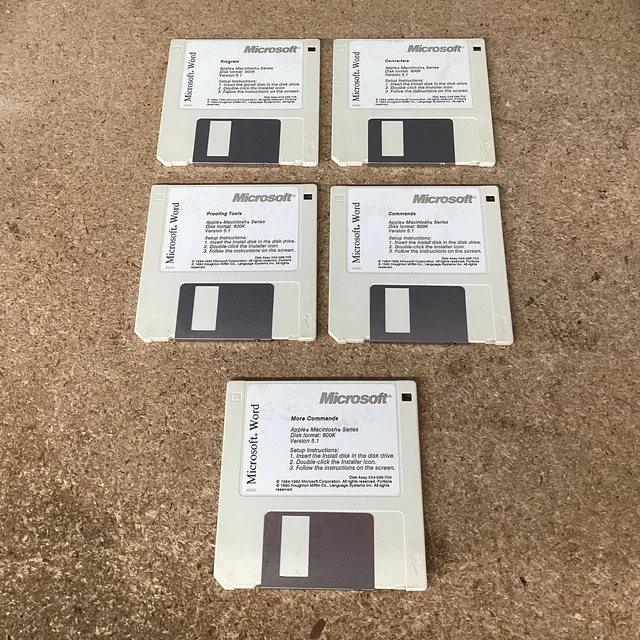 Microsoft®
Microsoft® Word
Program
Apple® Macintosh® Series
Disk format: 800K
Version 5.1
Setup Instructions:
1. Insert the Install disk in the disk drive.
2. Double-click the Installer icon.
3. Follow the instructions on the screen.
Microsoft®
Microsoft® Word
Converters
Apple® Macintosh® Series
Disk format: 800K
Version 5.1
Setup Instructions:
1. Insert the Install disk in the disk drive.
2. Double-click the Installer icon.
3. Follow the instructions on the screen.
Microsoft®
Microsoft® Word
Proofing Tools
Apple® Macintosh® Series
Disk format: 800K
Version 5.1
Setup Instructions:
1. Insert the Install disk in the disk drive.
2. Double-click the Installer icon.
3. Follow the instructions on the screen.
Microsoft®
Microsoft® Word
Commands
Apple® Macintosh® Series
Disk format: 800K
Version 5.1
Setup Instructions:
1. Insert the Install disk in the disk drive.
2. Double-click the Installer icon.
3. Follow the instructions on the screen.
Microsoft®
Microsoft® Word
More Commands
Apple® Macintosh® Series
Disk format: 800K
Version 5.1
Setup Instructions:
1. Insert the Install disk in the disk drive.
2. Double-click the Installer icon.
3. Follow the instructions on the screen.
Disk Assy 034-096-704
© 1984-1992 Microsoft Corporation. All rights reserved. Portions
© 1990 Houghton Mifflin Co., Language Systems Inc. All rights
reserved.